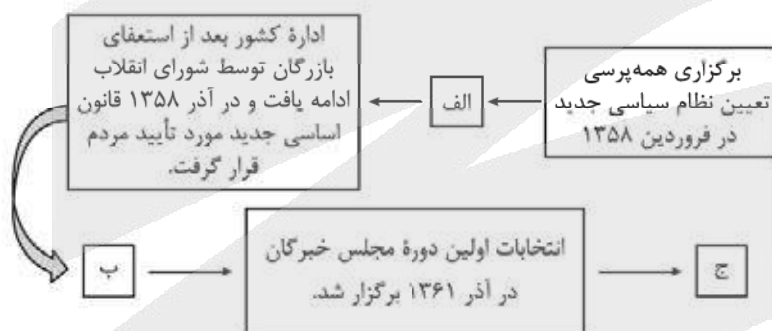 برگزاری همه‌پرسی
تعیین نظام سیاسی جدید
در فروردین ۱۳۵۸
الف
ادارهٔ کشور بعد از استعفای
بازرگان توسط شورای انقلاب
ادامه یافت و در آذر ۱۳۵۸ قانون
اساسی جدید مورد تأیید مردم
قرار گرفت.
ب
انتخابات اولین دورهٔ مجلس خبرگان
در آذر ۱۳۶۱ برگزار شد.
ج